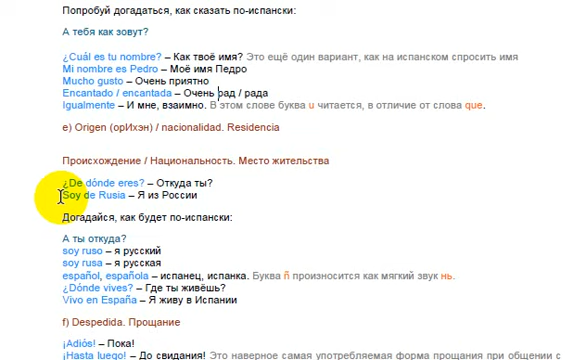 Попробуй догадаться, как сказать по-испански:
А тебя как зовут?
¿Cuál es tu nombre? – Как твоё имя? Это ещё один вариант, как на испанском спросить имя
Mi nombre es Pedro – Моё имя Педро
Mucho gusto – Очень приятно
Encantado / encantada – Очень рад / рада
Igualmente – И мне, взаимно. В этом слове буква u читается, в отличие от слова que.
e) Origen (орИхэн) / nacionalidad. Residencia
Происхождение / Национальность. Место жительства
¿De dónde eres? – Откуда ты?
Soy de Rusia – Я из России
Догадайся, как будет по-испански:
А ты откуда?
soy ruso – я русский
soy rusa – я русская
español, española – испанец, испанка. Буква ñ произносится как мягкий звук нь.
¿Dónde vives? – Где ты живёшь?
Vivo en España – Я живу в Испании
f) Despedida. Прощание
¡Adiós! – Пока!
¡Hasta luego! – До свидания! Это наверное самая употребляемая форма прощания при общении с